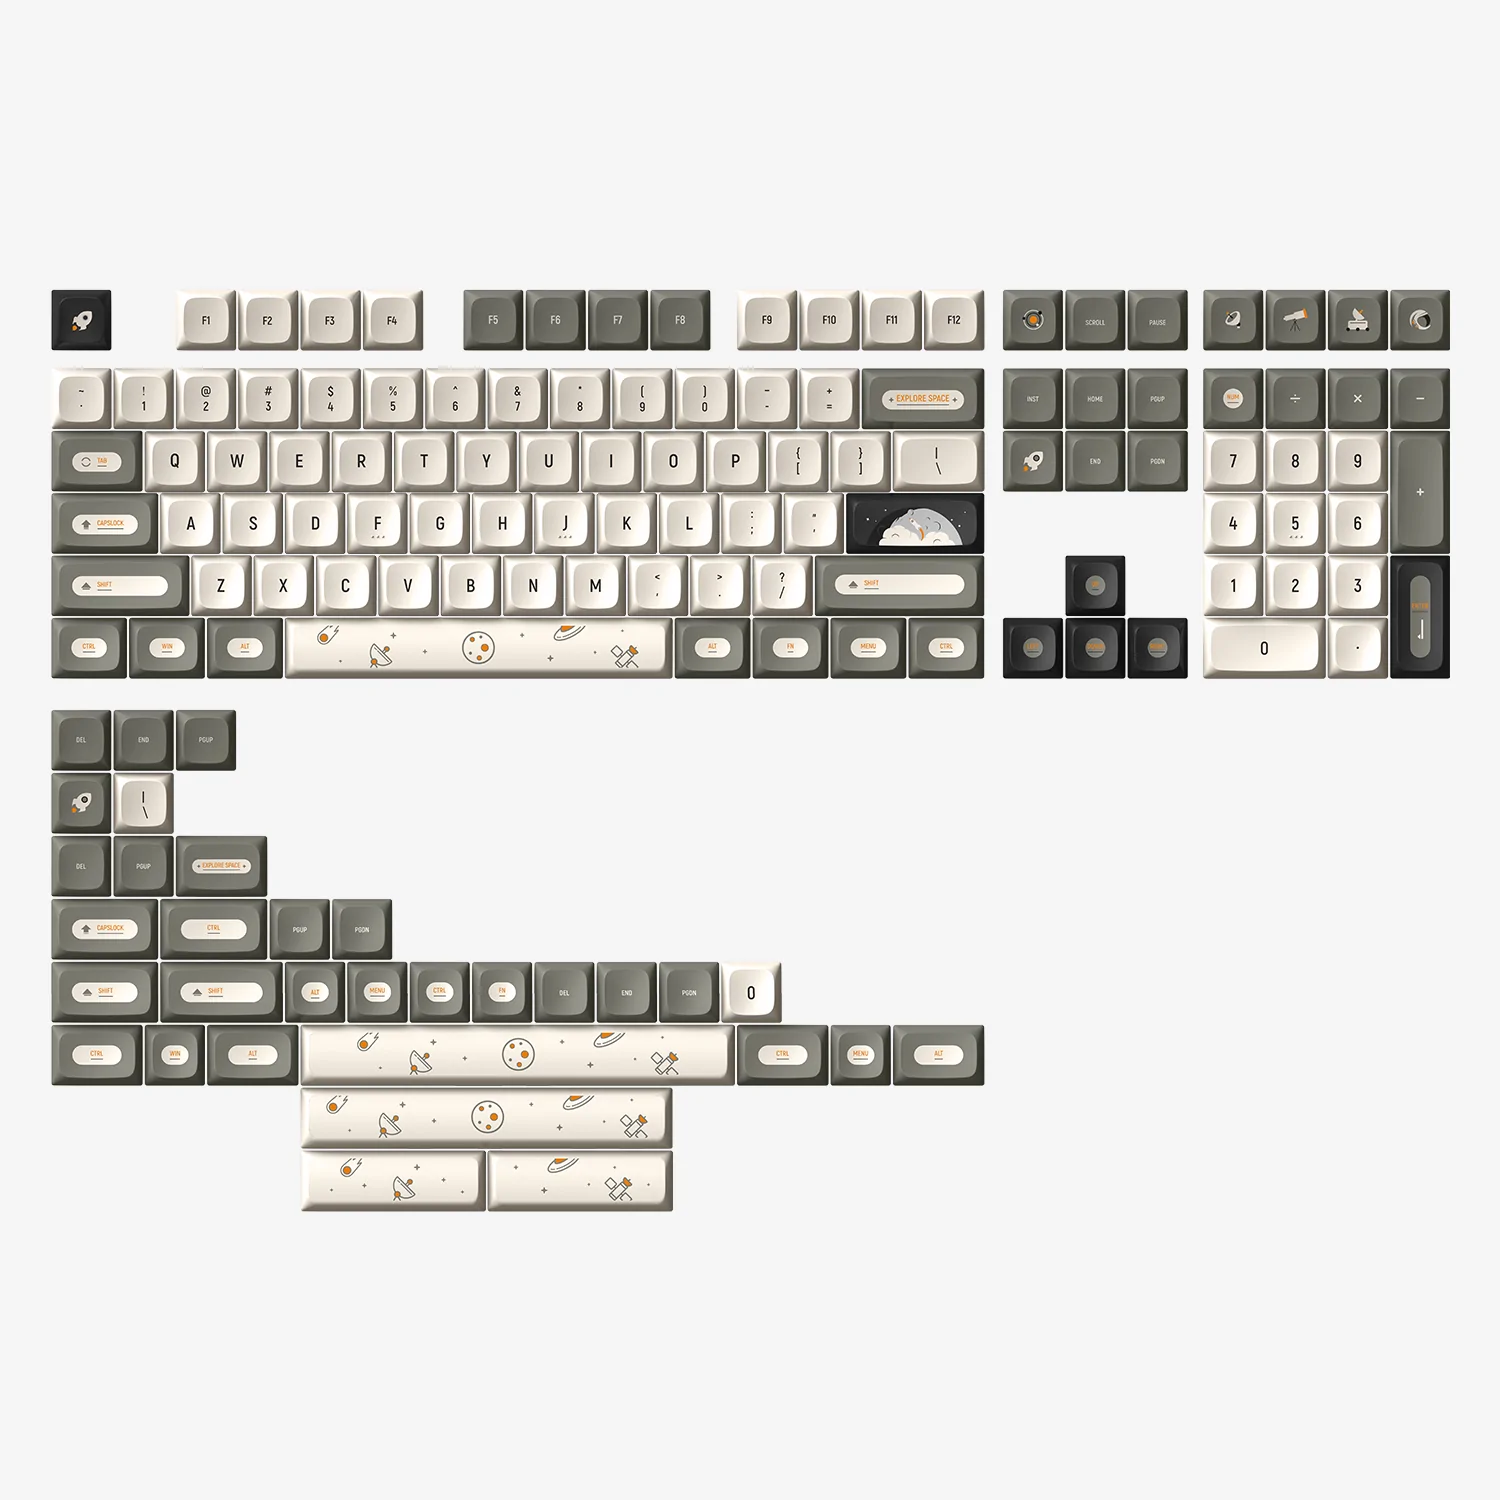 F1 F2 F3 F4 F5 F6 F7 F8 F9 F10 F11 F12 SCROLL PAUSE
~ ! @ # $ % ^ & * ( ) - +
· 1 2 3 4 5 6 7 8 9 0 - = EXPLORE SPACE INST HOME PGUP NUM ÷ × −
TAB Q W E R T Y U I O P { [ } ] | \ END PGDN 7 8 9 +
CAPSLOCK A S D F G H J K L : ; " , 4 5 6
SHIFT Z X C V B N M < , > . ? / SHIFT 1 2 3 ENTER
CTRL WIN ALT ALT FN MENU CTRL 0 ·
DEL END PGUP
| \
DEL PGUP EXPLORE SPACE
CAPSLOCK CTRL PGUP PGDN
SHIFT SHIFT ALT MENU CTRL FN DEL END PGDN 0
CTRL WIN ALT CTRL MENU ALT